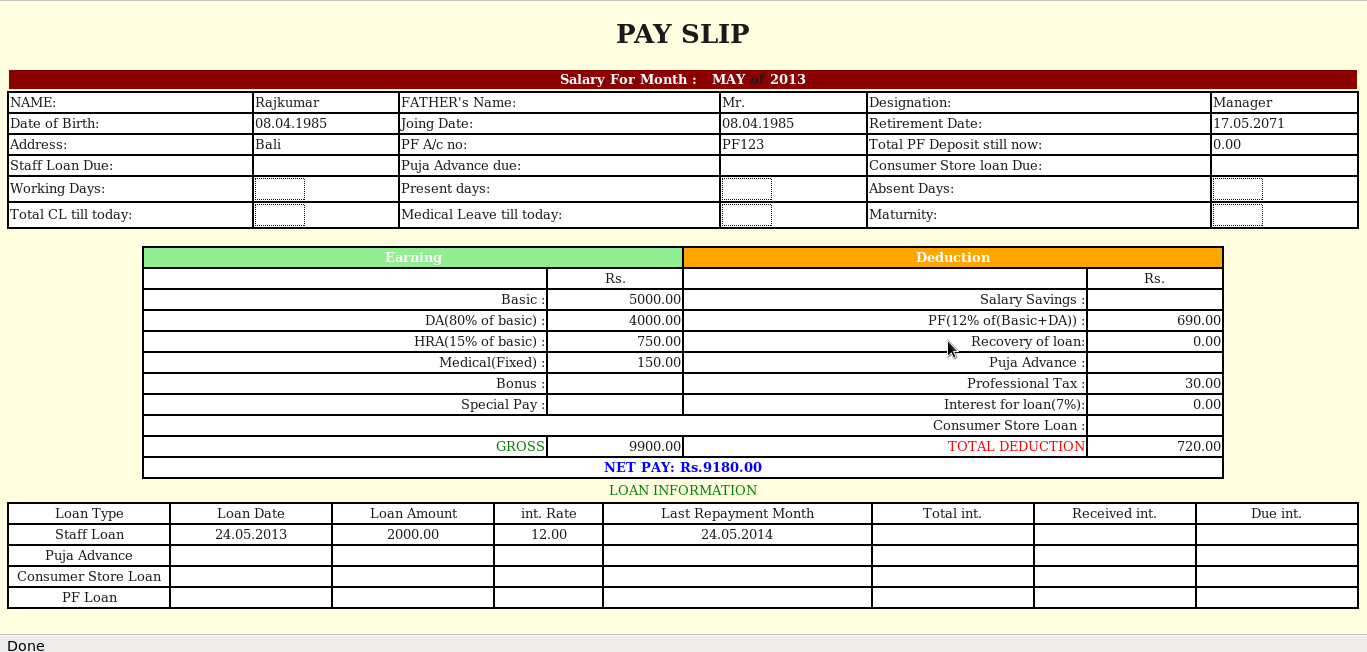 PAY SLIP
Salary For Month : MAY of 2013
NAME: Rajkumar FATHER's Name: Mr. Designation: Manager
Date of Birth: 08.04.1985 Joing Date: 08.04.1985 Retirement Date: 17.05.2071
Address: Bali PF A/c no: PF123 Total PF Deposit still now: 0.00
Staff Loan Due: Puja Advance due: Consumer Store loan Due:
Working Days: Present days: Absent Days:
Total CL till today: Medical Leave till today: Maturnity:
Earning Deduction
Rs. Rs.
Basic : 5000.00 Salary Savings :
DA(80% of basic) : 4000.00 PF(12% of(Basic+DA)) : 690.00
HRA(15% of basic) : 750.00 Recovery of loan: 0.00
Medical(Fixed) : 150.00 Puja Advance :
Bonus : Professional Tax : 30.00
Special Pay : Interest for loan(7%): 0.00
Consumer Store Loan :
GROSS 9900.00 TOTAL DEDUCTION 720.00
NET PAY: Rs.9180.00
LOAN INFORMATION
Loan Type Loan Date Loan Amount int. Rate Last Repayment Month Total int. Received int. Due int.
Staff Loan 24.05.2013 2000.00 12.00 24.05.2014
Puja Advance
Consumer Store Loan
PF Loan
Done